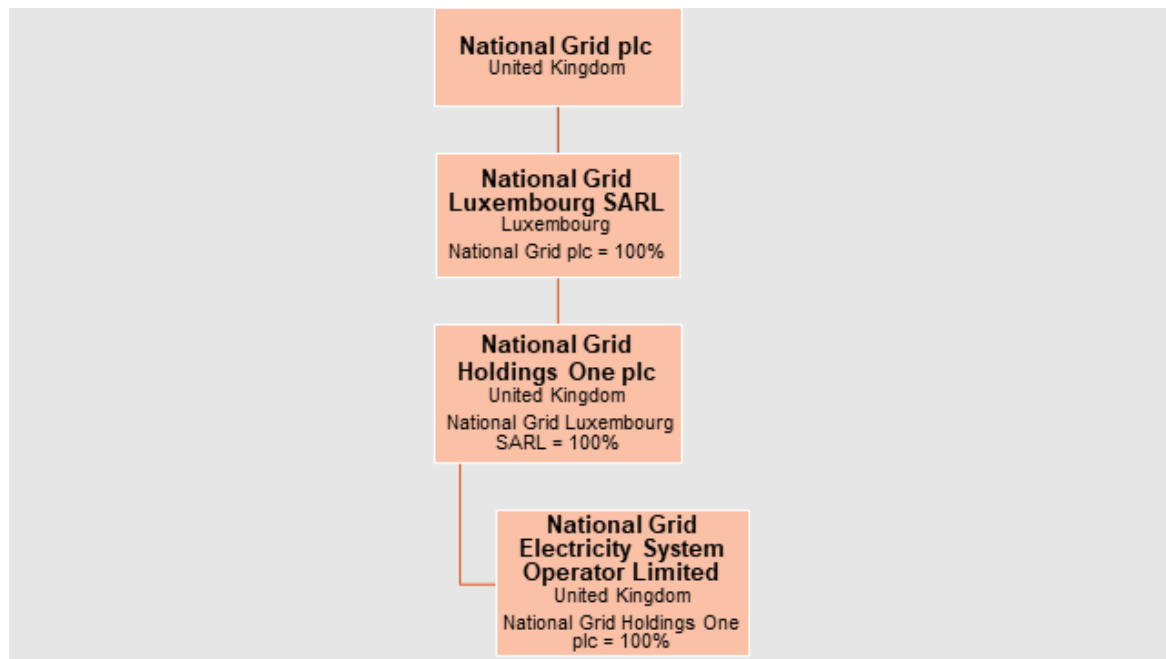 National Grid plc
United Kingdom
National Grid
Luxembourg SARL
Luxembourg
National Grid plc = 100%
National Grid
Holdings One plc
United Kingdom
National Grid Luxembourg
SARL = 100%
National Grid
Electricity System
Operator Limited
United Kingdom
National Grid Holdings One
plc = 100%